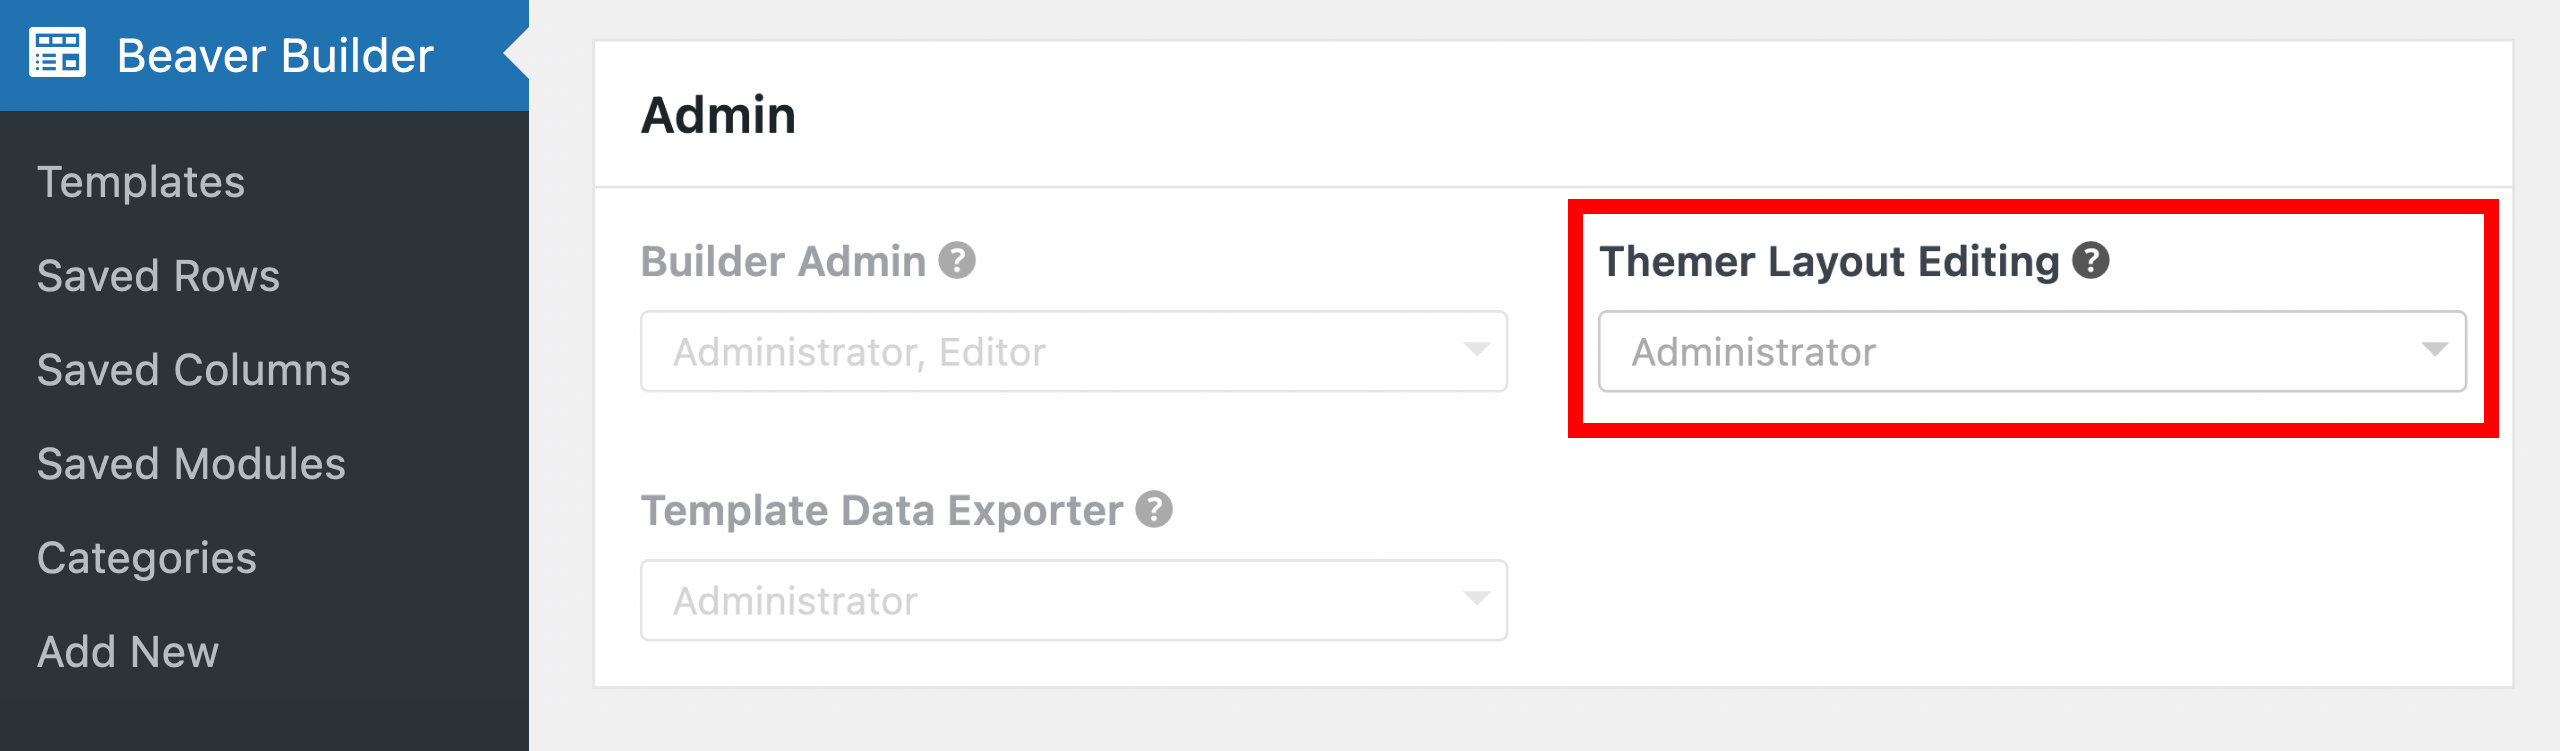 Beaver Builder
Templates
Saved Rows
Saved Columns
Saved Modules
Categories
Add New
Admin
Builder Admin ?
Administrator, Editor
Themer Layout Editing ?
Administrator
Template Data Exporter ?
Administrator